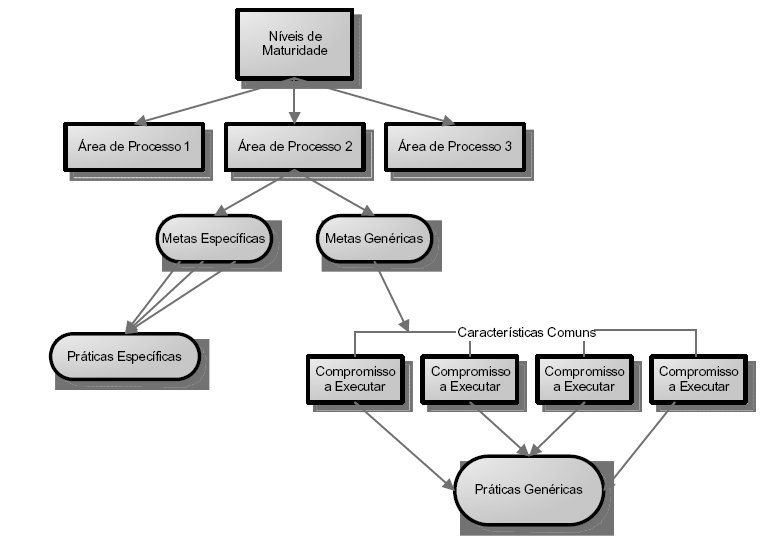 Níveis de
Maturidade
Área de Processo 1
Área de Processo 2
Área de Processo 3
Metas Específicas
Metas Genéricas
Características Comuns
Práticas Específicas
Compromisso
a Executar
Compromisso
a Executar
Compromisso
a Executar
Compromisso
a Executar
Práticas Genéricas